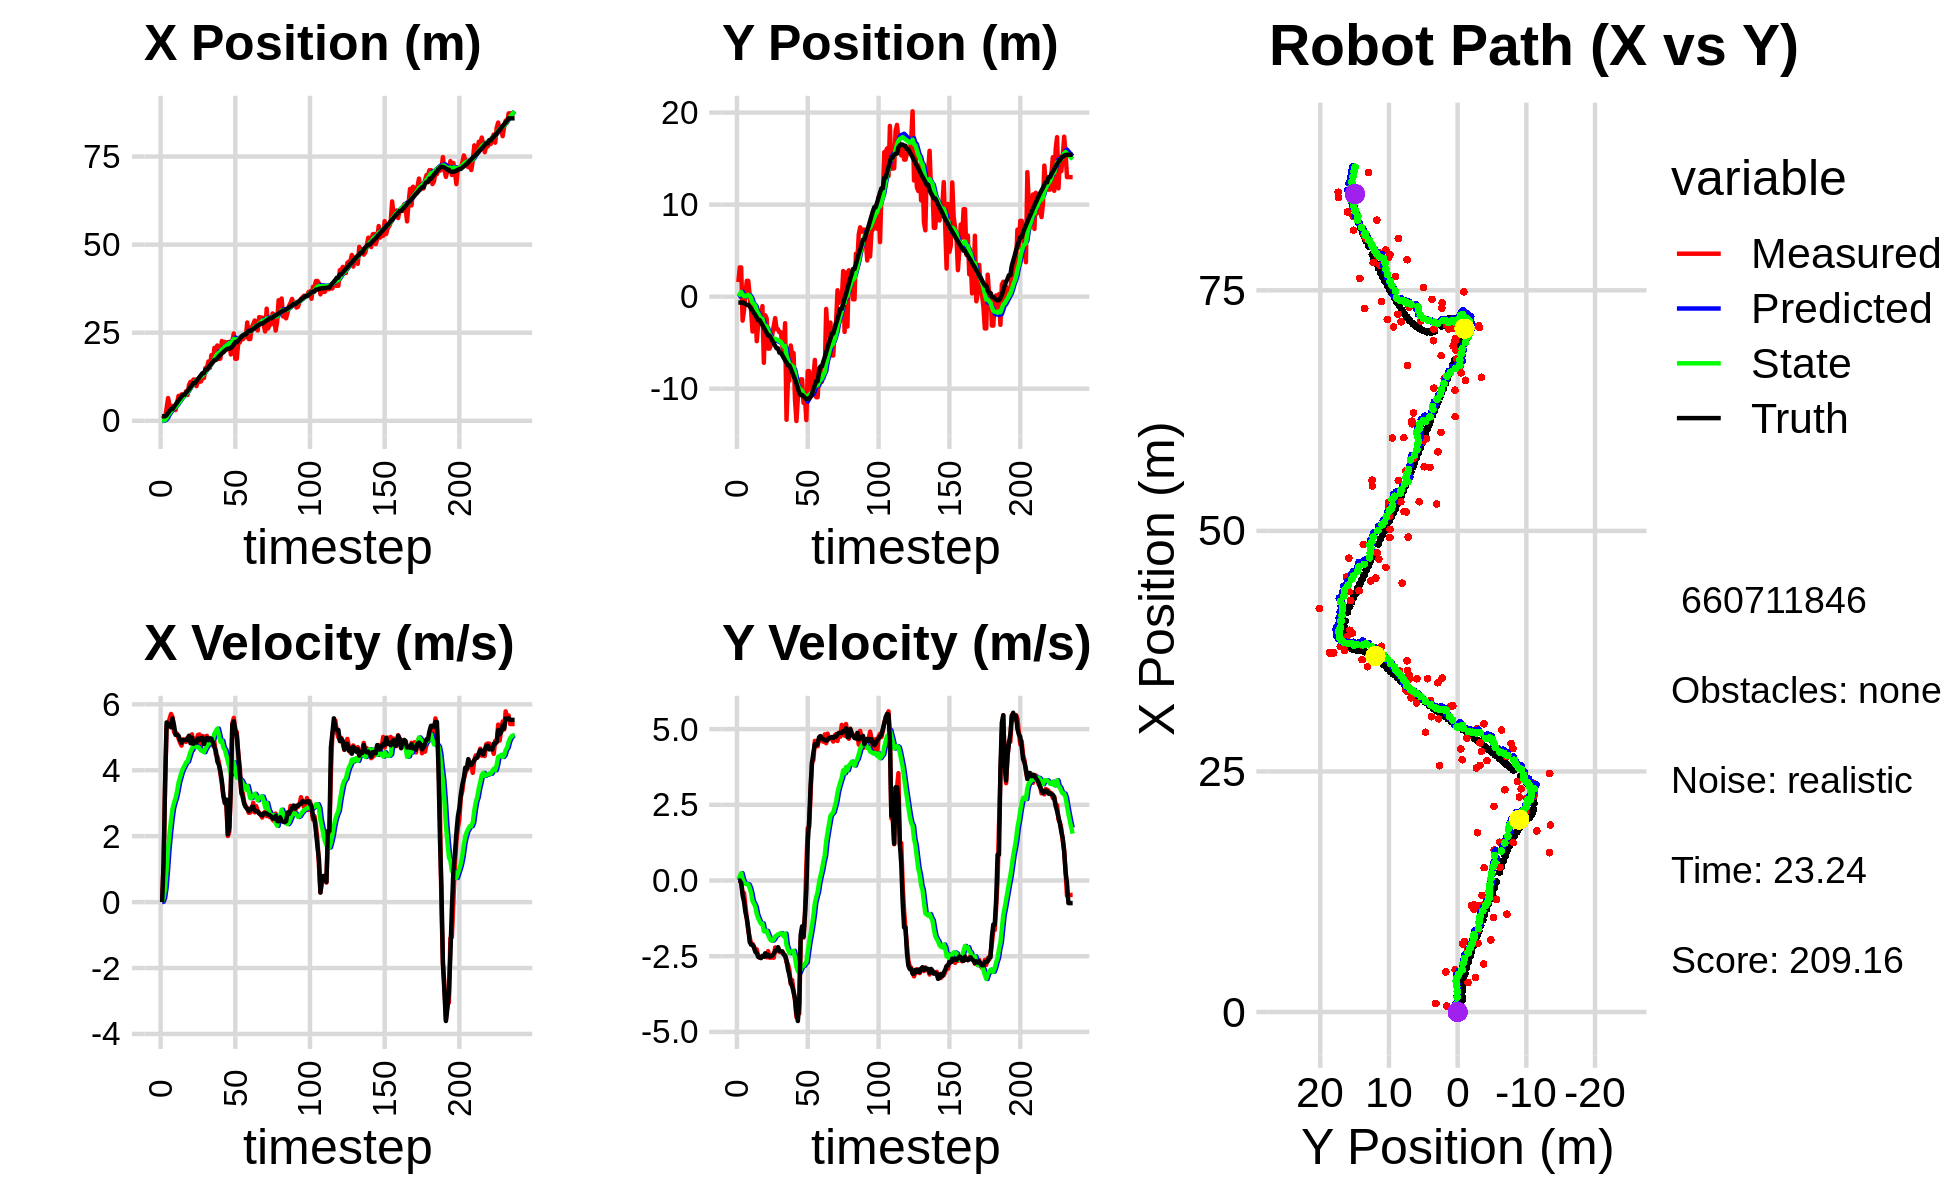 X Position (m)
75
50
25
0
0
50
100
150
200
timestep
Y Position (m)
20
10
0
-10
0
50
100
150
200
timestep
X Velocity (m/s)
6
4
2
0
-2
-4
0
50
100
150
200
timestep
Y Velocity (m/s)
5.0
2.5
0.0
-2.5
-5.0
0
50
100
150
200
timestep
Robot Path (X vs Y)
X Position (m)
75
50
25
0
20
10
0
-10
-20
Y Position (m)
variable
Measured
Predicted
State
Truth
660711846
Obstacles: none
Noise: realistic
Time: 23.24
Score: 209.16